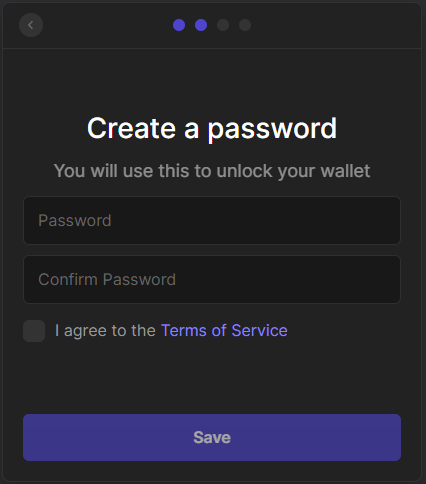 Create a password
You will use this to unlock your wallet
Password
Confirm Password
I agree to the Terms of Service
Save